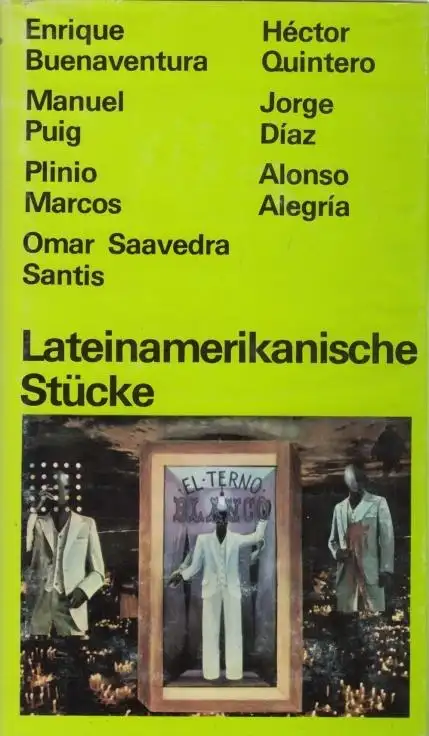 Enrique
Buenaventura
Héctor
Quintero
Manuel
Puig
Jorge
Díaz
Plinio
Marcos
Alonso
Alegría
Omar Saavedra
Santis
Lateinamerikanische
Stücke
·EL·TERNO·
BLANCO